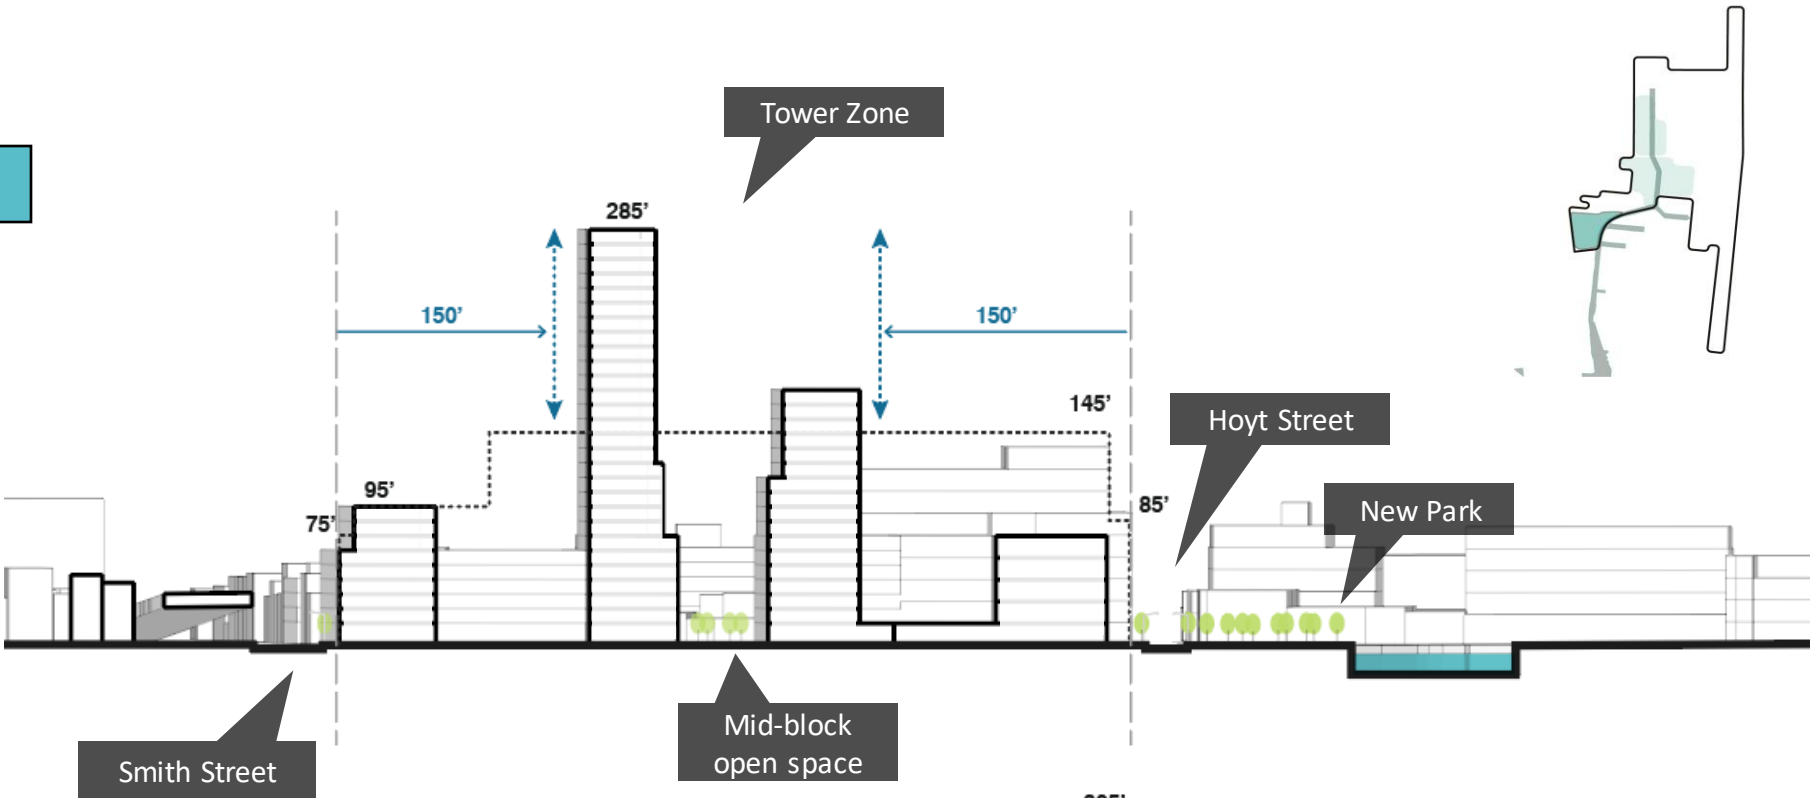 Tower Zone
285’
150’
150’
145’
Hoyt Street
95’
85’
75’
New Park
Mid-block
open space
Smith Street